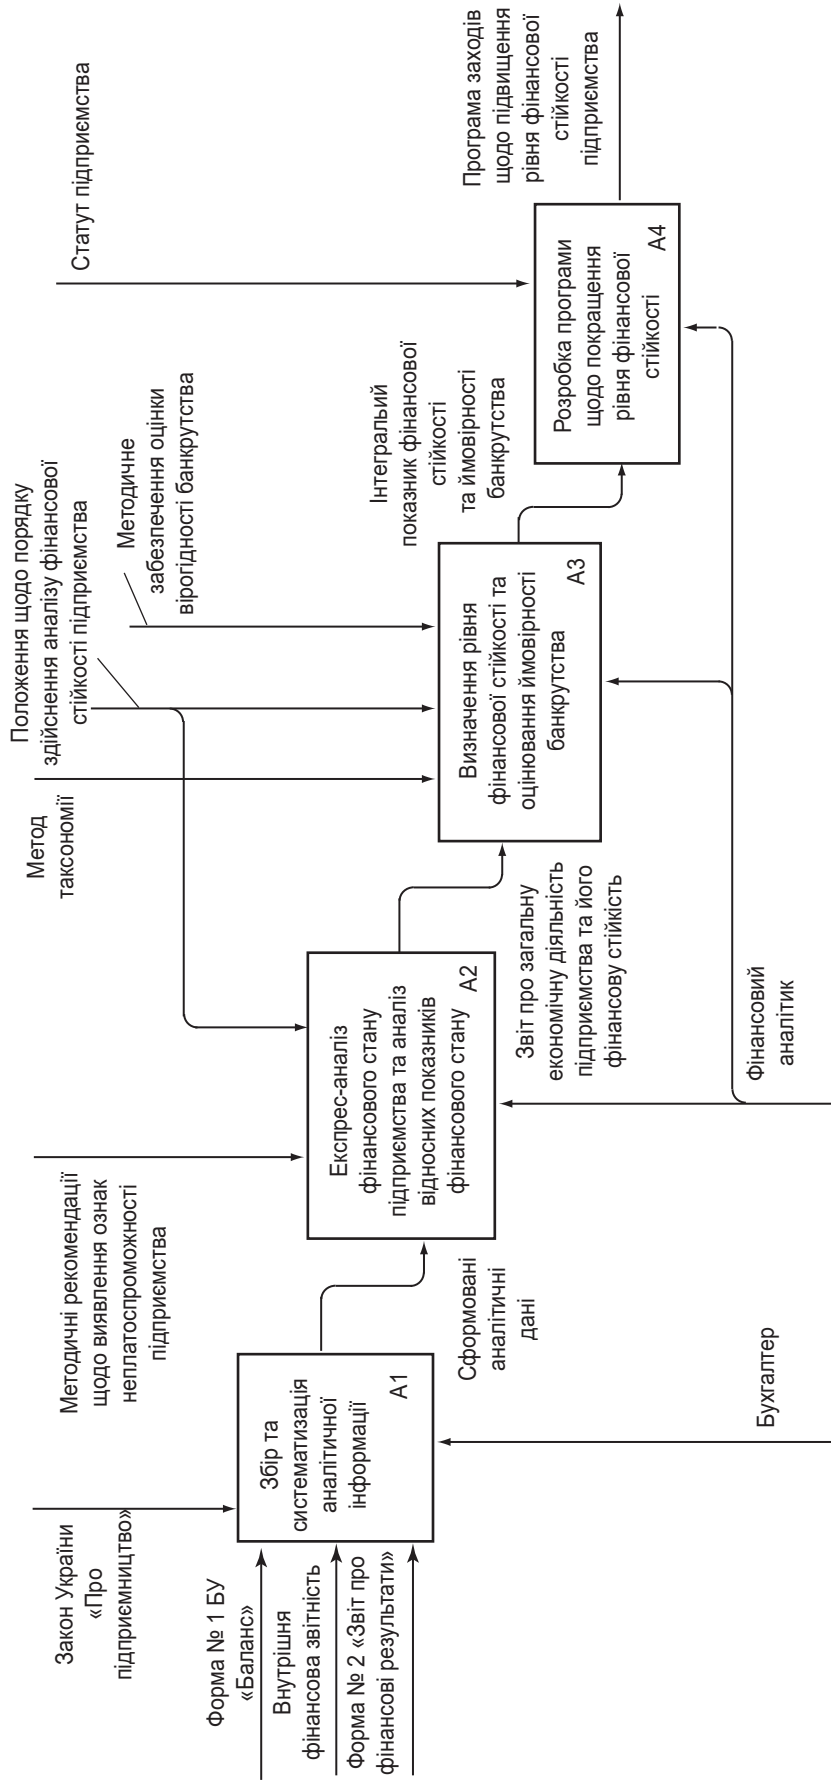 Закон України
«Про
підприємництво»
Форма № 1 БУ
«Баланс»
Внутрішня
фінансова звітність
Форма № 2 «Звіт про
фінансові результати»
Збір та
систематизація
аналітичної
інформації
А1
Бухгалтер
Сформовані
аналітичні
дані
Методичні рекомендації
щодо виявлення ознак
неплатоспроможності
підприємства
Експрес-аналіз
фінансового стану
підприємства та аналіз
відносних показників
фінансового стану
А2
Фінансовий
аналітик
Звіт про загальну
економічну діяльність
підприємства та його
фінансову стійкість
Метод
таксономії
Положення щодо порядку
здійснення аналізу фінансової
стійкості підприємства
Методичне
забезпечення оцінки
вірогідності банкрутства
Визначення рівня
фінансової стійкості та
оцінювання ймовірності
банкрутства
А3
Інтегральий
показник фінансової
стійкості
та ймовірності
банкрутства
Статут підприємства
Розробка програми
щодо покращення
рівня фінансової
стійкості
А4
Програма заходів
щодо підвищення
рівня фінансової
стійкості
підприємства